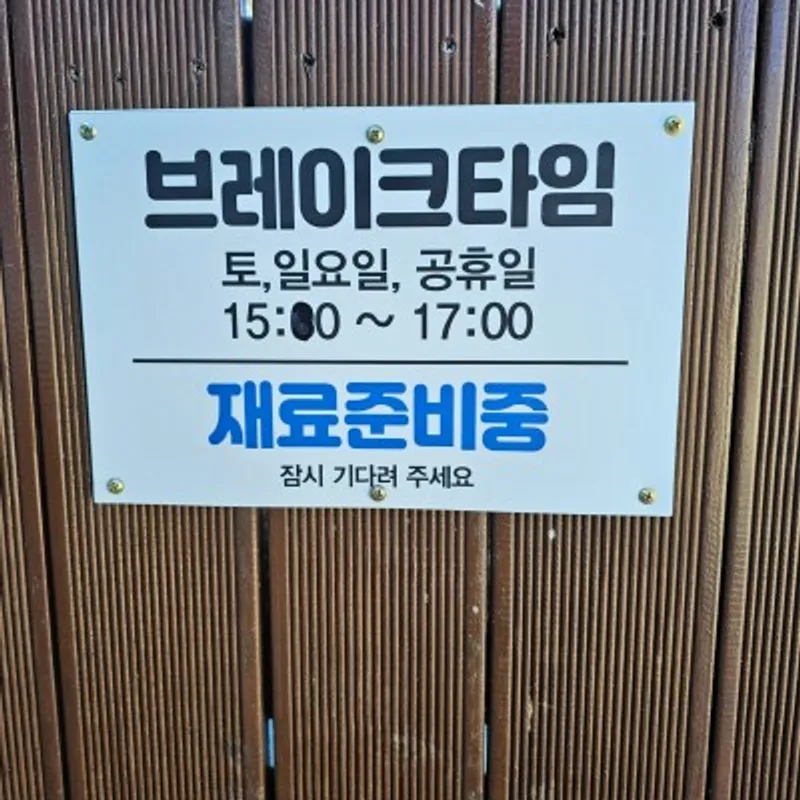 브레이크타임
토,일요일, 공휴일
~ 17:00
재료준비중
잠시 기다려 주세요